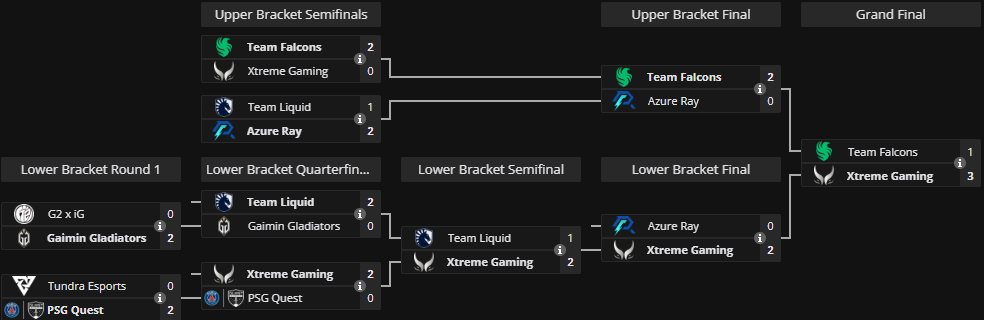 Upper Bracket Semifinals
Upper Bracket Final
Grand Final
Team Falcons 2
Xtreme Gaming 0
Team Liquid 1
Azure Ray 2
Team Falcons 2
Azure Ray 0
Team Falcons 1
Xtreme Gaming 3
Lower Bracket Round 1
Lower Bracket Quarterfin...
Lower Bracket Semifinal
Lower Bracket Final
G2 x iG 0
Gaimin Gladiators 2
Tundra Esports 0
PSG Quest 2
Team Liquid 2
Gaimin Gladiators 0
Xtreme Gaming 2
PSG Quest 0
Team Liquid 1
Xtreme Gaming 2
Azure Ray 0
Xtreme Gaming 2